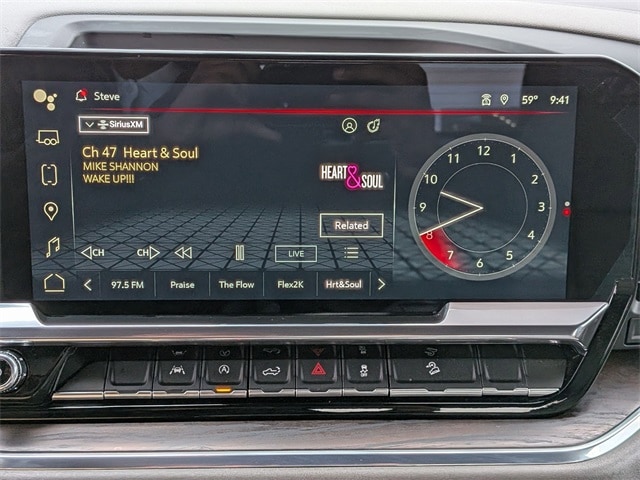 Steve
59° 9:41
SiriusXM
Ch 47 Heart & Soul
MIKE SHANNON
WAKE UP!!!
HEART & SOUL
Related
CH CH LIVE
97.5 FM Praise The Flow Flex2K Hrt&Soul
12
11 1
10 2
9 3
8 4
7 6 5